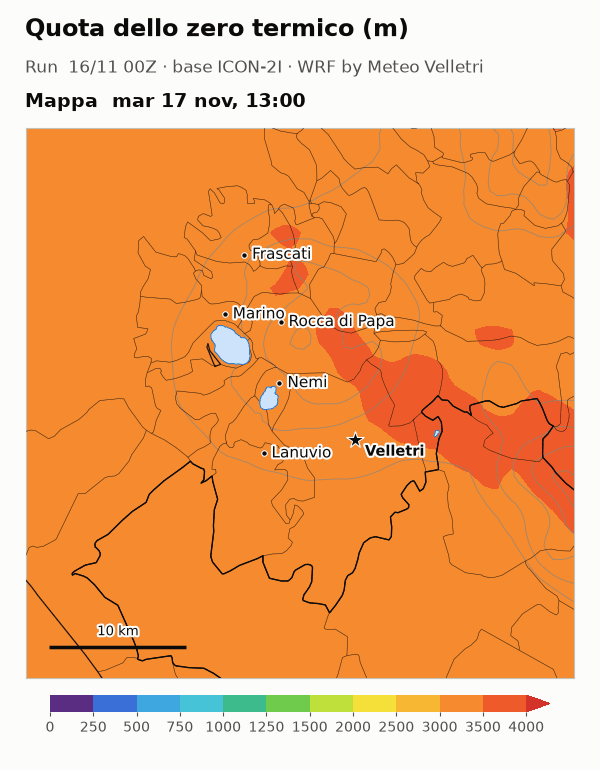 Quota dello zero termico (m)
Run  16/11 00Z · base ICON-2I · WRF by Meteo Velletri
Mappa  mar 17 nov, 13:00
Frascati
Marino
Rocca di Papa
Nemi
Velletri
Lanuvio
10 km
0 250 500 750 1000 1250 1500 2000 2500 3000 3500 4000